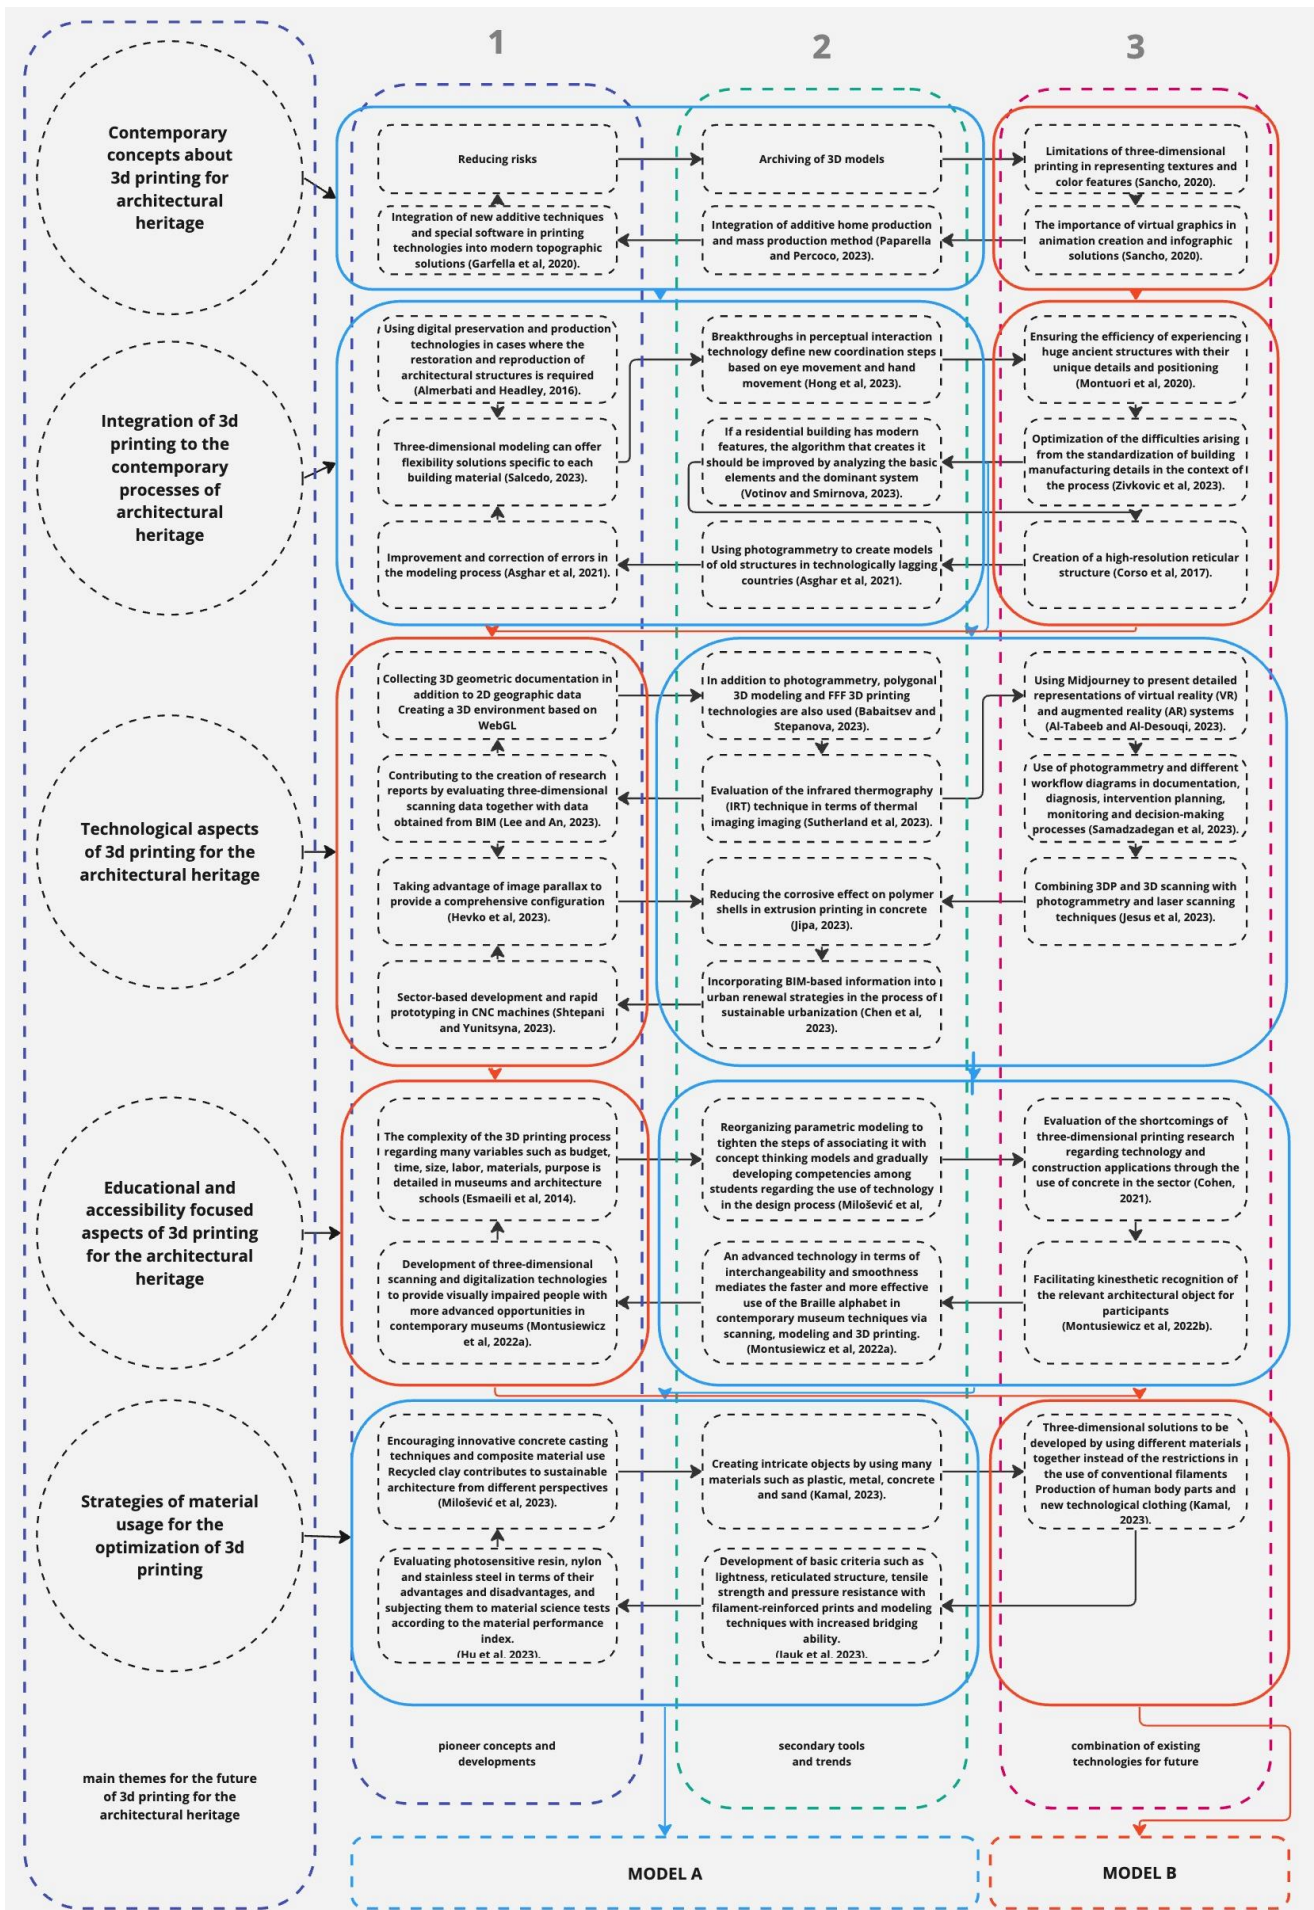 1
2
3
Contemporary
concepts about
3d printing for
architectural
heritage
Reducing risks
Archiving of 3D models
Limitations of three-dimensional
printing in representing textures and
color features (Sancho, 2020).
Integration of new additive techniques
and special software in printing
technologies into modern topographic
solutions (Garfella et al, 2020).
Integration of additive home production
and mass production method (Paparella
and Percoco, 2023).
The importance of virtual graphics in
animation creation and infographic
solutions (Sancho, 2020).
Integration of 3d
printing to the
contemporary
processes of
architectural
heritage
Using digital preservation and production
technologies in cases where the
restoration and reproduction of
architectural structures is required
(Almerbati and Headley, 2016).
Breakthroughs in perceptual interaction
technology define new coordination steps
based on eye movement and hand
movement (Hong et al, 2023).
Ensuring the efficiency of experiencing
huge ancient structures with their
unique details and positioning
(Montuori et al, 2020).
Three-dimensional modeling can offer
flexibility solutions specific to each
building material (Salcedo, 2023).
If a residential building has modern
features, the algorithm that creates it
should be improved by analyzing the basic
elements and the dominant system
(Votinov and Smirnova, 2023).
Optimization of the difficulties arising
from the standardization of building
manufacturing details in the context of
the process (Zivkovic et al, 2023).
Improvement and correction of errors in
the modeling process (Asghar et al, 2021).
Using photogrammetry to create models
of old structures in technologically lagging
countries (Asghar et al, 2021).
Creation of a high-resolution reticular
structure (Corso et al, 2017).
Technological aspects
of 3d printing for the
architectural heritage
Collecting 3D geometric documentation in
addition to 2D geographic data
Creating a 3D environment based on
WebGL
In addition to photogrammetry, polygonal
3D modeling and FFF 3D printing
technologies are also used (Babaitsev and
Stepanova, 2023).
Using Midjourney to present detailed
representations of virtual reality (VR)
and augmented reality (AR) systems
(Al-Tabeeb and Al-Desouqi, 2023).
Contributing to the creation of research
reports by evaluating three-dimensional
scanning data together with data
obtained from BIM (Lee and An, 2023).
Evaluation of the infrared thermography
(IRT) technique in terms of thermal
imaging imaging (Sutherland et al, 2023).
Use of photogrammetry and different
workflow diagrams in documentation,
diagnosis, intervention planning,
monitoring and decision-making
processes (Samadzadegan et al, 2023).
Taking advantage of image parallax to
provide a comprehensive configuration
(Hevko et al, 2023).
Reducing the corrosive effect on polymer
shells in extrusion printing in concrete
(Jipa, 2023).
Combining 3DP and 3D scanning with
photogrammetry and laser scanning
techniques (Jesus et al, 2023).
Sector-based development and rapid
prototyping in CNC machines (Shtepani
and Yunitsyna, 2023).
Incorporating BIM-based information into
urban renewal strategies in the process of
sustainable urbanization (Chen et al,
2023).
Educational and
accessibility focused
aspects of 3d printing
for the architectural
heritage
The complexity of the 3D printing process
regarding many variables such as budget,
time, size, labor, materials, purpose is
detailed in museums and architecture
schools (Esmaeili et al, 2014).
Reorganizing parametric modeling to
tighten the steps of associating it with
concept thinking models and gradually
developing competencies among
students regarding the use of technology
in the design process (Milošević et al,
Evaluation of the shortcomings of
three-dimensional printing research
regarding technology and
construction applications through the
use of concrete in the sector (Cohen,
2021).
Development of three-dimensional
scanning and digitalization technologies
to provide visually impaired people with
more advanced opportunities in
contemporary museums (Montusiewicz
et al, 2022a).
An advanced technology in terms of
interchangeability and smoothness
mediates the faster and more effective
use of the Braille alphabet in
contemporary museum techniques via
scanning, modeling and 3D printing.
(Montusiewicz et al, 2022a).
Facilitating kinesthetic recognition of
the relevant architectural object for
participants
(Montusiewicz et al, 2022b).
Strategies of material
usage for the
optimization of 3d
printing
Encouraging innovative concrete casting
techniques and composite material use
Recycled clay contributes to sustainable
architecture from different perspectives
(Milošević et al, 2023).
Creating intricate objects by using many
materials such as plastic, metal, concrete
and sand (Kamal, 2023).
Three-dimensional solutions to be
developed by using different materials
together instead of the restrictions in
the use of conventional filaments
Production of human body parts and
new technological clothing (Kamal,
2023).
Evaluating photosensitive resin, nylon
and stainless steel in terms of their
advantages and disadvantages, and
subjecting them to material science tests
according to the material performance
index.
(Hu et al. 2023).
Development of basic criteria such as
lightness, reticulated structure, tensile
strength and pressure resistance with
filament-reinforced prints and modeling
techniques with increased bridging
ability.
(Jauk et al. 2023).
main themes for the future
of 3d printing for the
architectural heritage
pioneer concepts and
developments
secondary tools
and trends
combination of existing
technologies for future
MODEL A
MODEL B